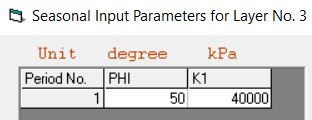 Seasonal Input Parameters for Layer No. 3
Unit degree kPa
Period No. PHI K1
1 50 40000